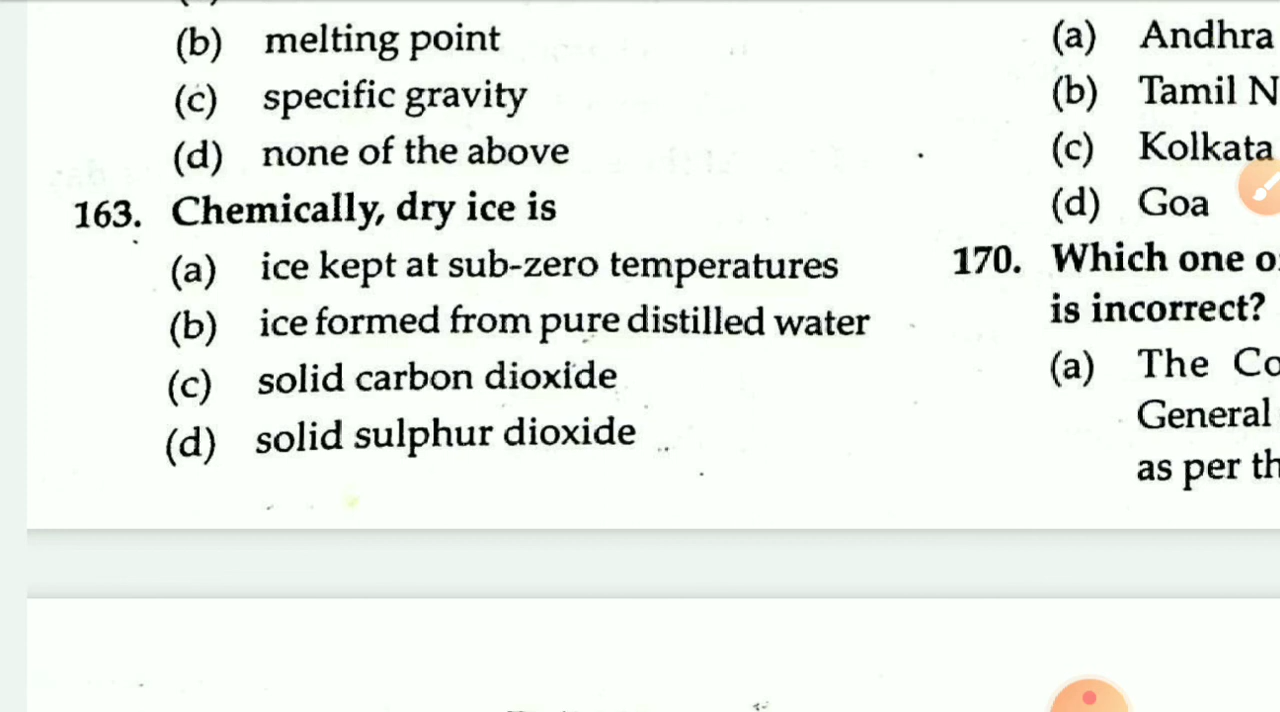 (b) melting point
(c) specific gravity
(d) none of the above
163. Chemically, dry ice is
(a) ice kept at sub-zero temperatures
(b) ice formed from pure distilled water
(c) solid carbon dioxide
(d) solid sulphur dioxide
(a) Andhra
(b) Tamil N
(c) Kolkata
(d) Goa
170. Which one o
is incorrect?
(a) The Co
General
as per th